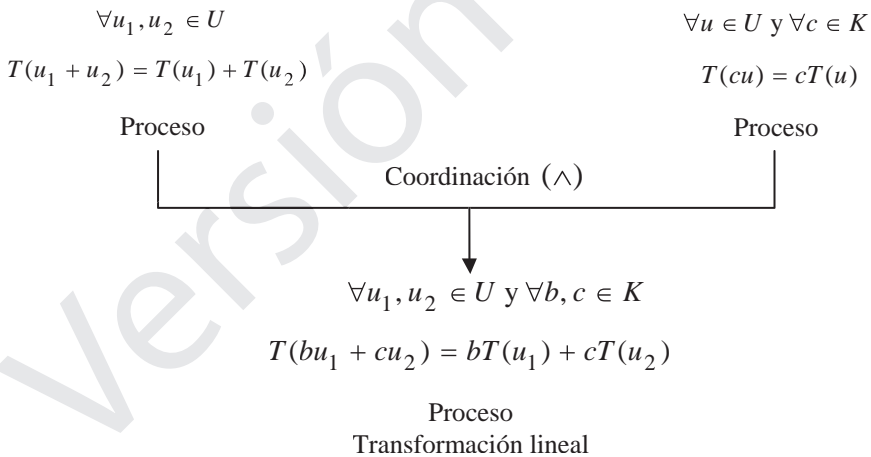 ∀u₁, u₂ ∈ U
T(u₁ + u₂) = T(u₁) + T(u₂)
Proceso
∀u ∈ U y ∀c ∈ K
T(cu) = cT(u)
Proceso
Coordinación (∧)
∀u₁, u₂ ∈ U y ∀b, c ∈ K
T(bu₁ + cu₂) = bT(u₁) + cT(u₂)
Proceso
Transformación lineal
Versión